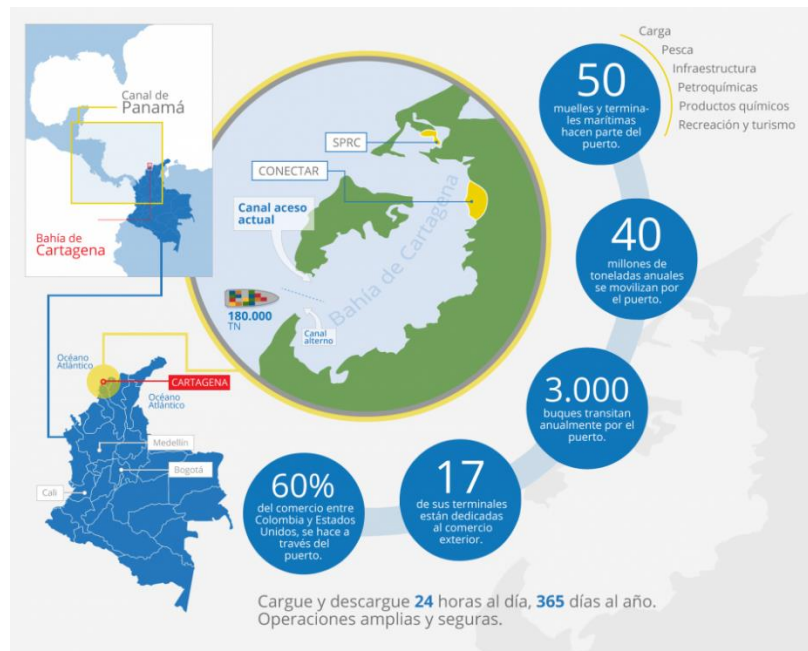 Canal de
Panamá
Bahía de
Cartagena
SPRC
CONECTAR
Canal aceso
actual
Bahía de Cartagena
180.000
TN
Canal
alterno
Carga
Pesca
Infraestructura
Petroquímicas
Productos químicos
Recreación y turismo
50
muelles y termina-
les marítimas
hacen parte del
puerto.
40
millones de
toneladas anuales
se movilizan por
el puerto.
3.000
buques transitan
anualmente por el
puerto.
17
de sus terminales
están dedicadas
al comercio
exterior.
60%
del comercio entre
Colombia y Estados
Unidos, se hace a
través del
puerto.
Océano
Atlántico
CARTAGENA
Océano
Atlántico
Medellín
Bogotá
Cali
Cargue y descargue 24 horas al día, 365 días al año.
Operaciones amplias y seguras.